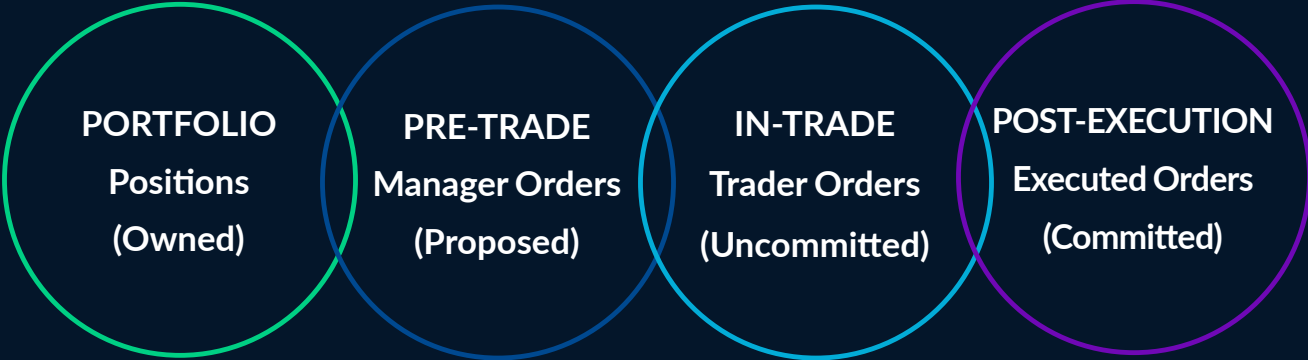 PORTFOLIO
Positions
(Owned)
PRE-TRADE
Manager Orders
(Proposed)
IN-TRADE
Trader Orders
(Uncommitted)
POST-EXECUTION
Executed Orders
(Committed)